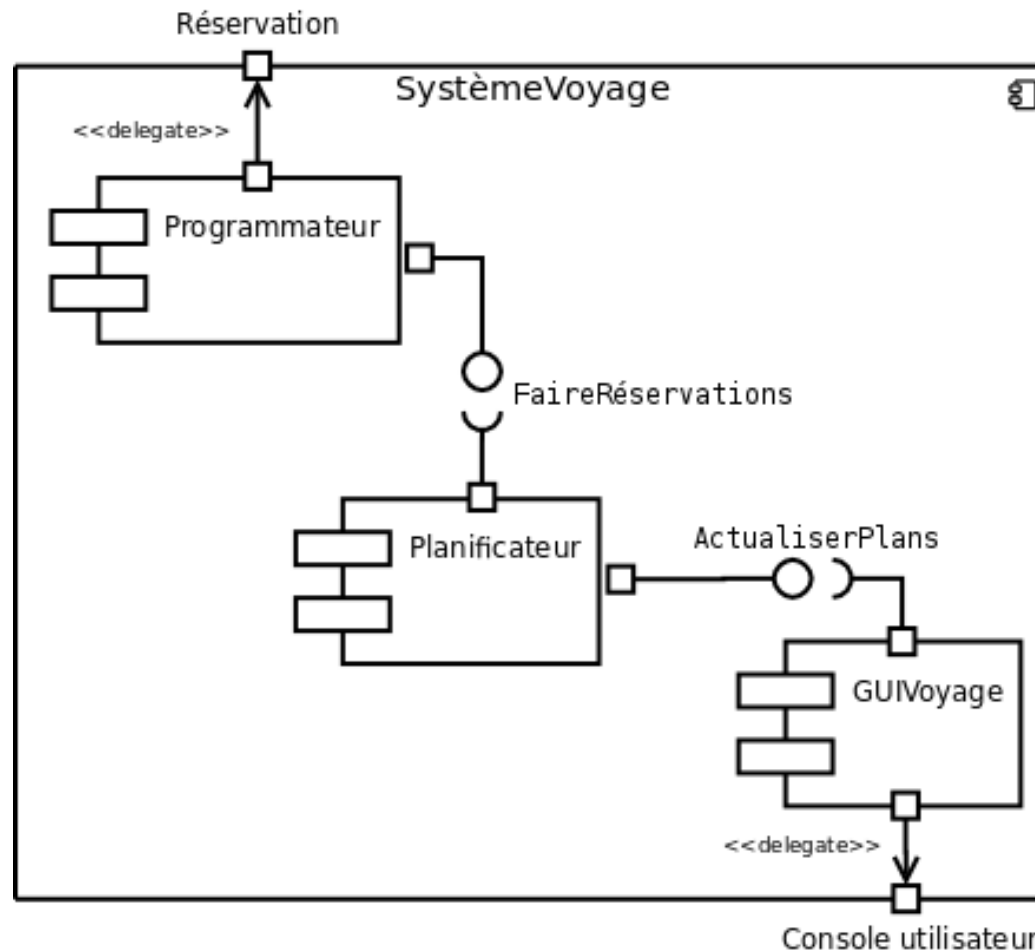 Réservation
SystèmeVoyage
<<delegate>>
Programmateur
FaireRéservations
Planificateur
ActualiserPlans
GUIVoyage
<<delegate>>
Console utilisateur